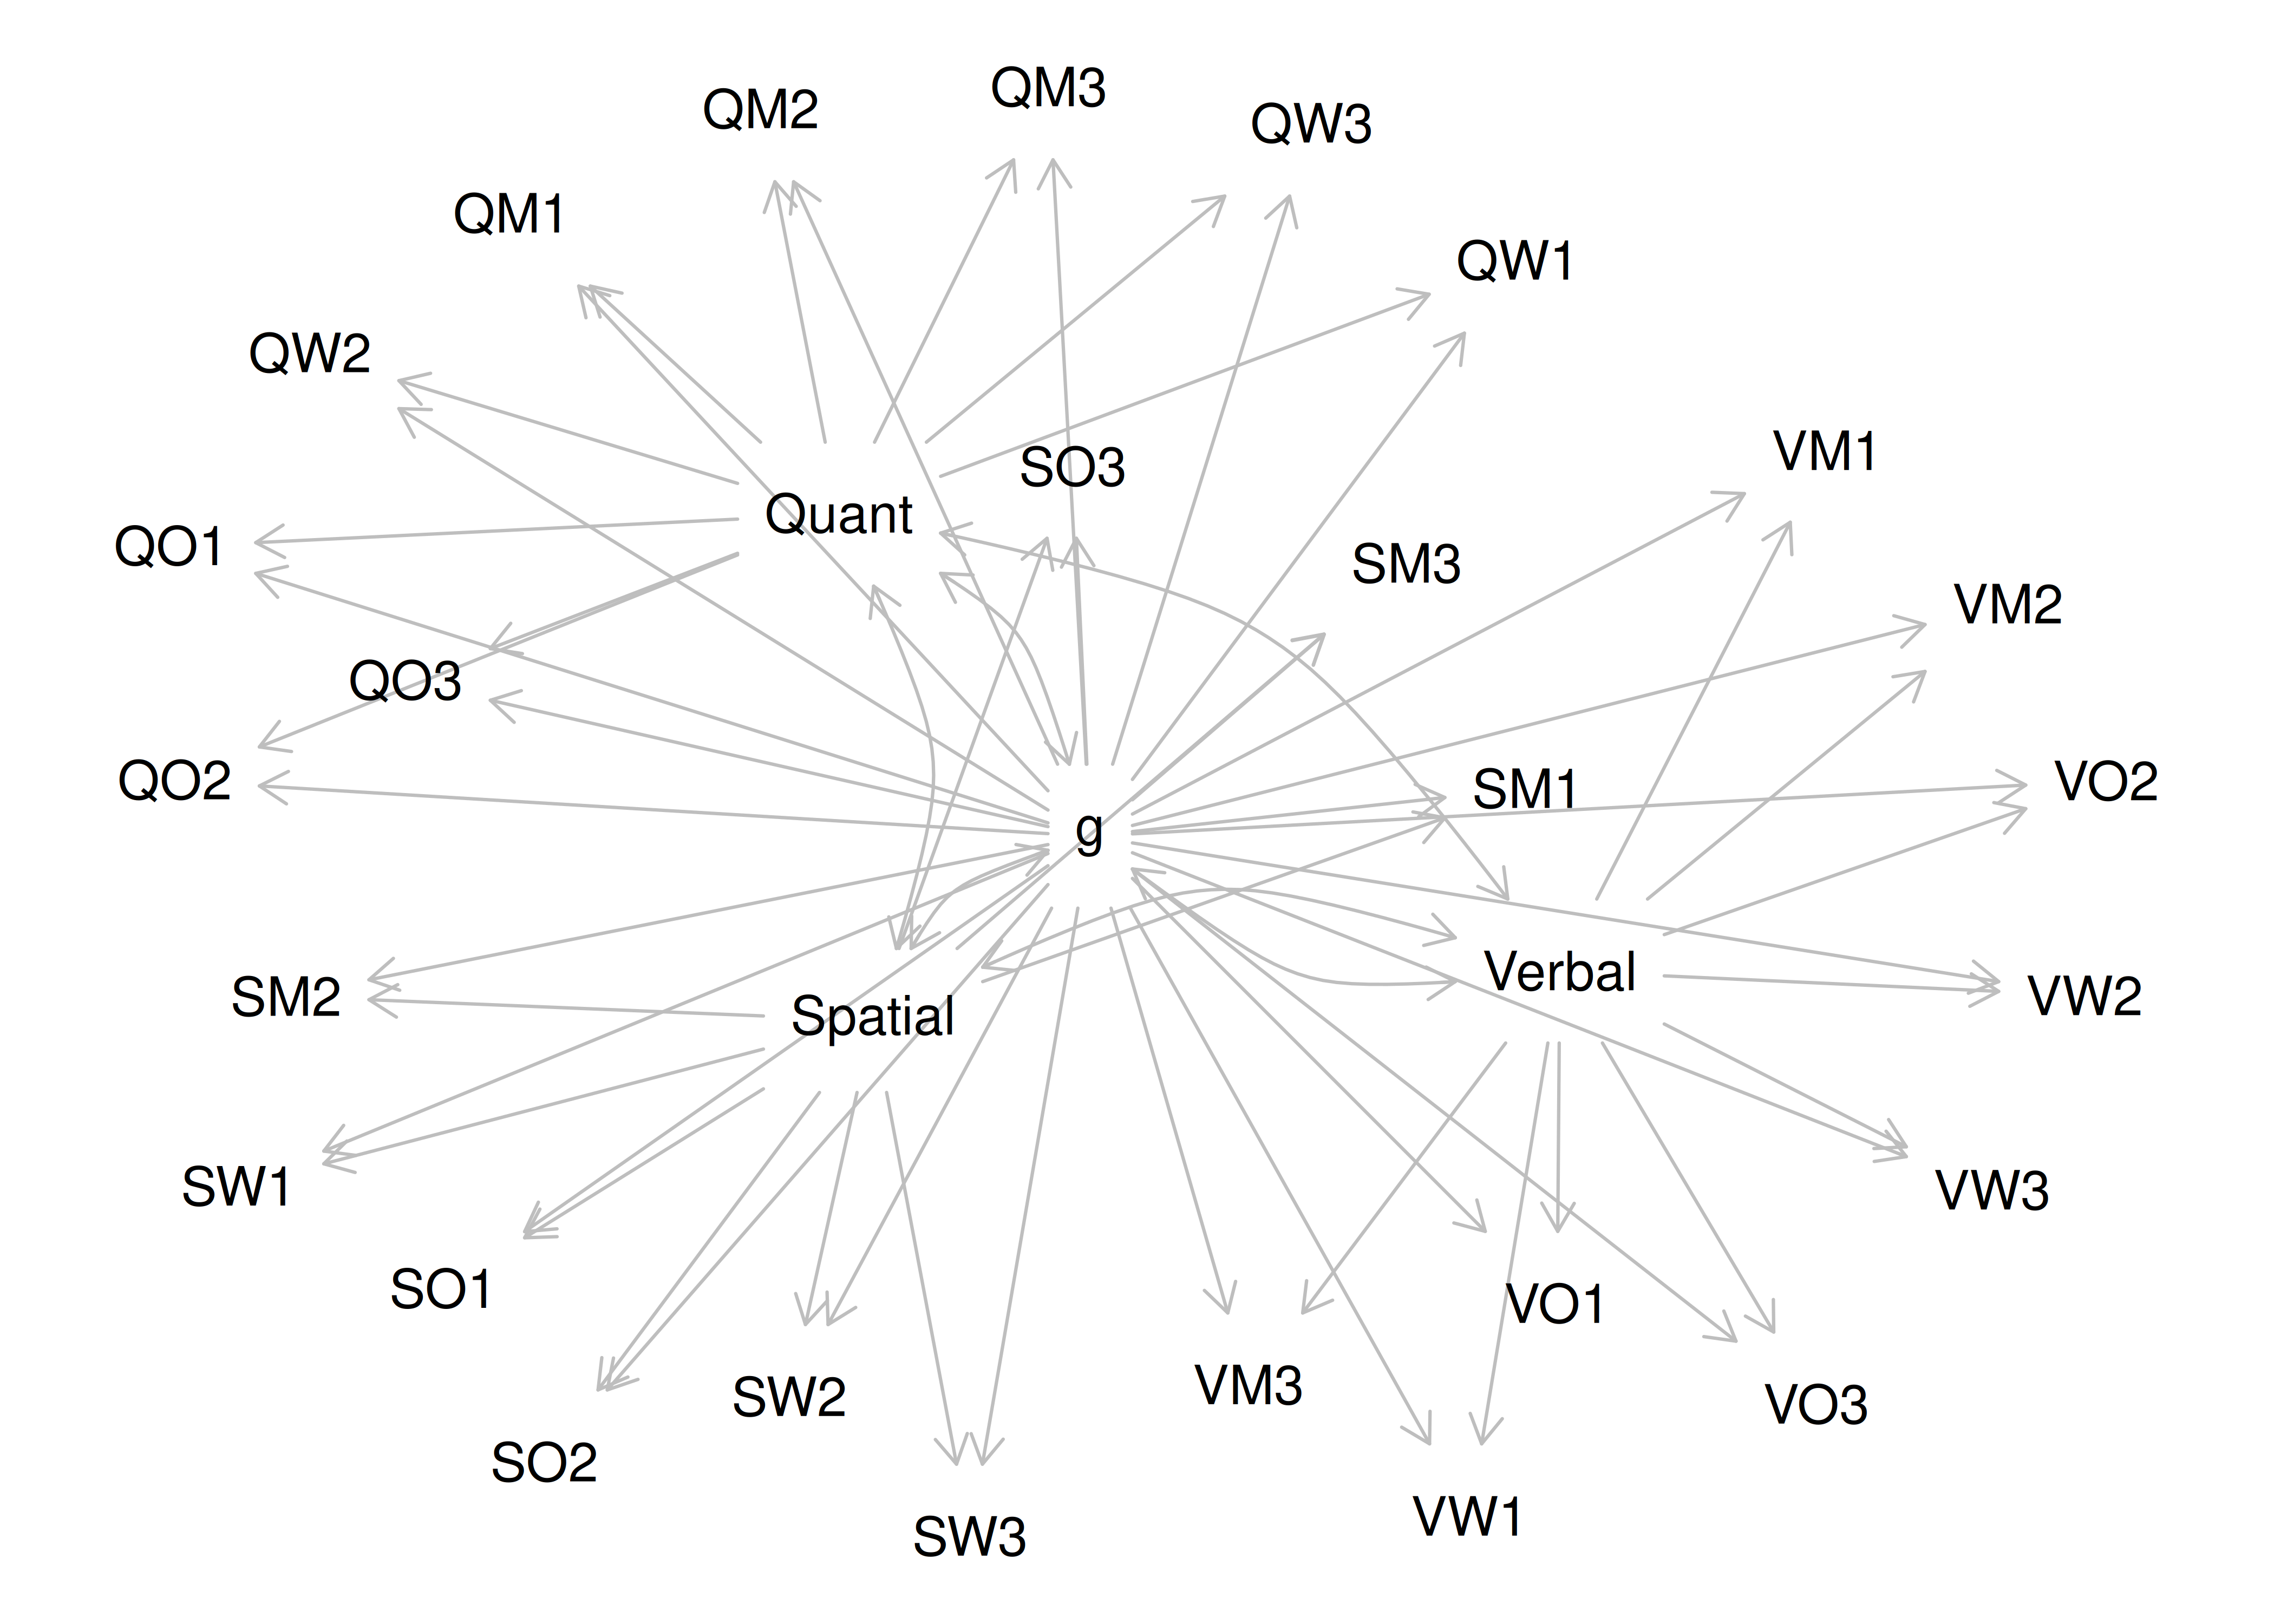 QM3
QM2
QW3
QM1
QW1
QW2
VM1
SO3
Quant
QO1
SM3
VM2
QO3
QO2
VO2
SM1
g
Verbal
SM2
VW2
Spatial
SW1
VW3
SO1
VO1
VM3
SW2
VO3
SO2
VW1
SW3